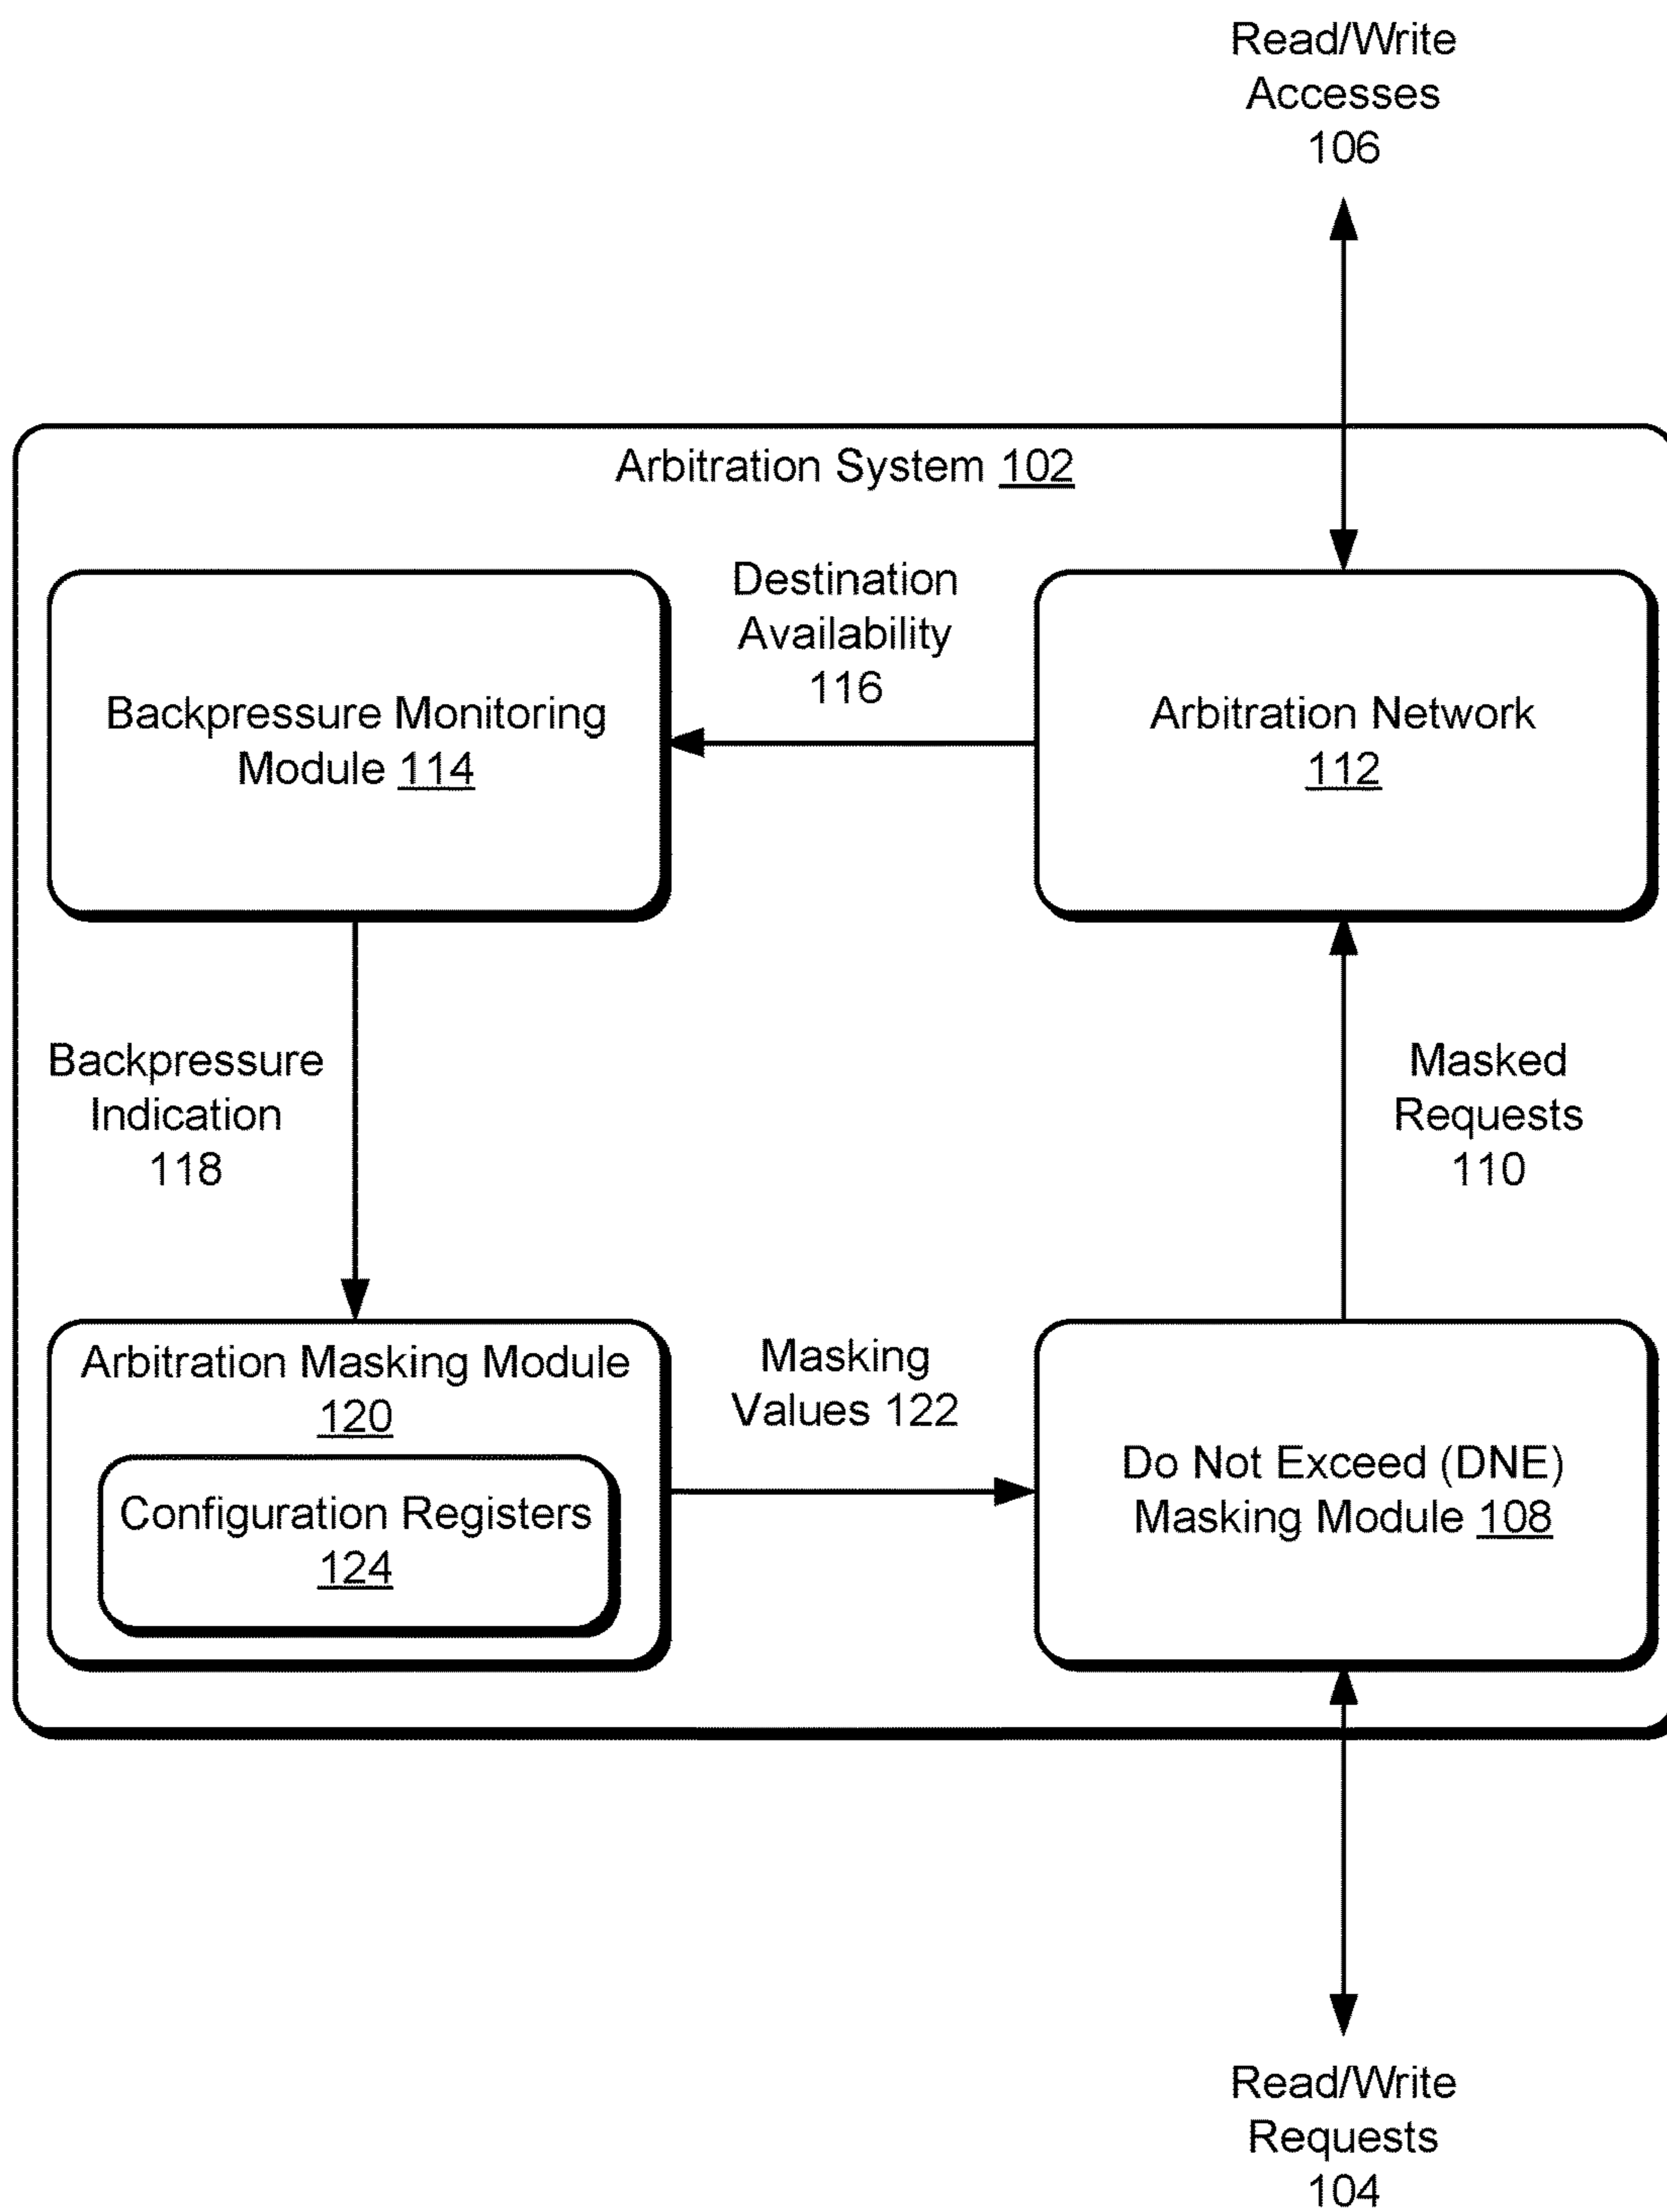 Read/Write
Accesses
106
Arbitration System 102
Destination
Availability
116
Backpressure Monitoring
Module 114
Arbitration Network
112
Backpressure
Indication
118
Masked
Requests
110
Arbitration Masking Module
120
Configuration Registers
124
Masking
Values 122
Do Not Exceed (DNE)
Masking Module 108
Read/Write
Requests
104